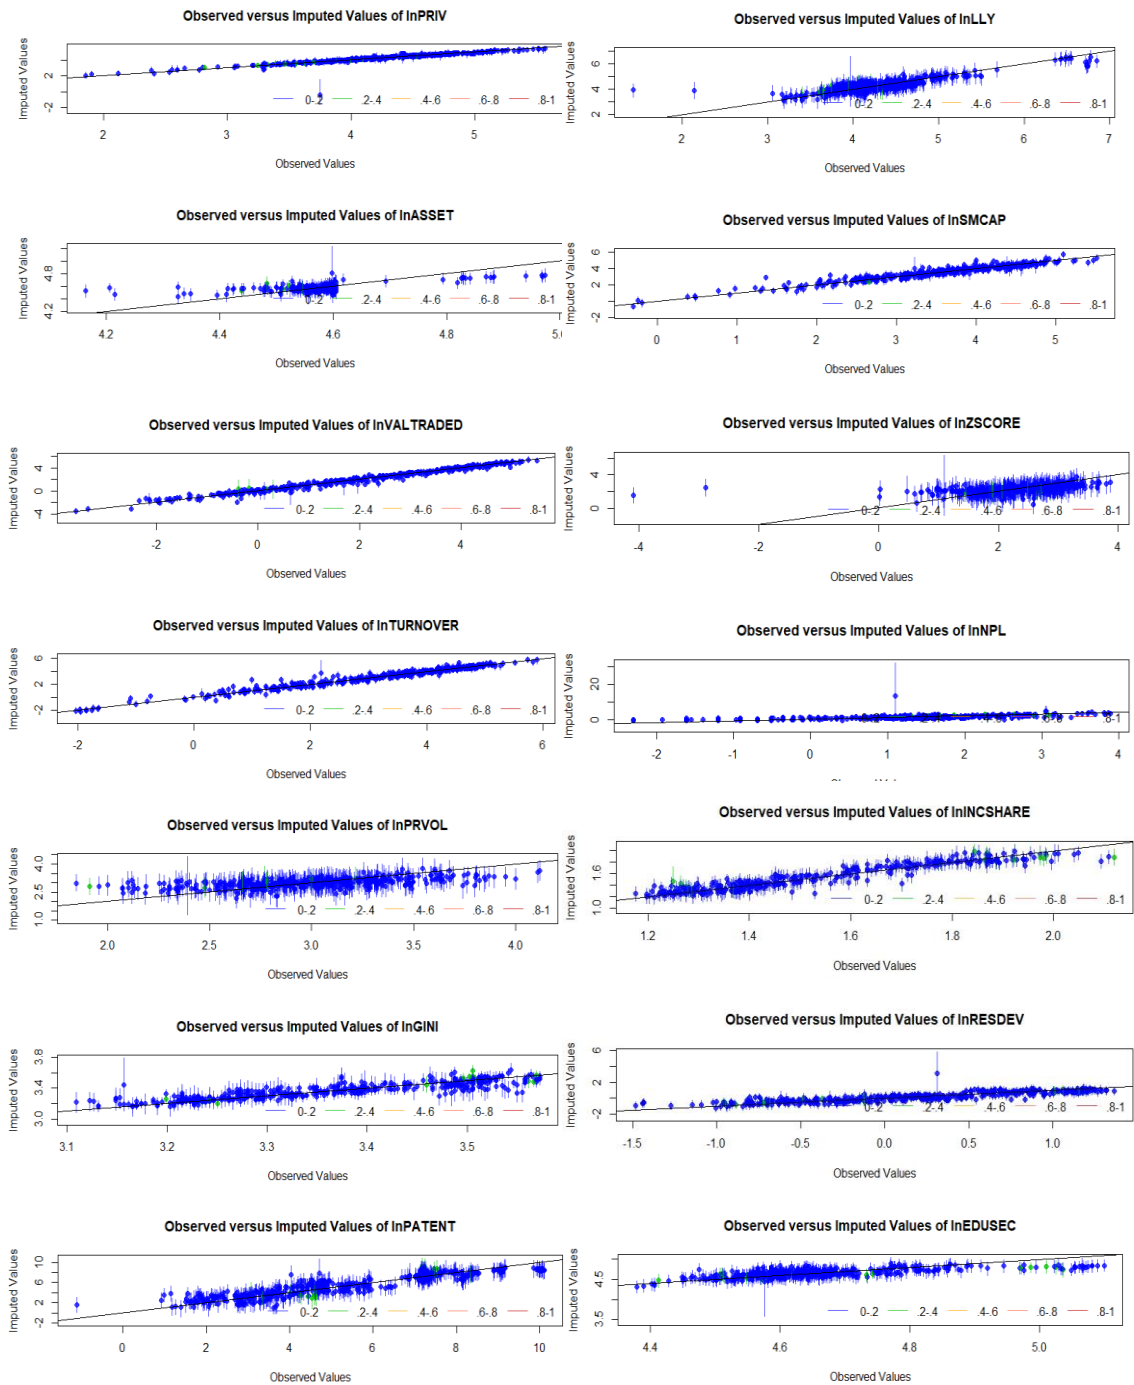 Observed versus Imputed Values of lnPRIV
Imputed Values
2
-2
0-.2 .2-.4 .4-.6 .6-.8 .8-1
2 3 4 5
Observed Values
Observed versus Imputed Values of lnLLY
Imputed Values
6
4
2
0-.2 .2-.4 .4-.6 .6-.8 .8-1
2 3 4 5 6 7
Observed Values
Observed versus Imputed Values of lnASSET
Imputed Values
4.8
4.2
0-.2 .2-.4 .4-.6 .6-.8 .8-1
4.2 4.4 4.6 4.8 5.0
Observed Values
Observed versus Imputed Values of lnSMCAP
Imputed Values
6
4
2
-2
0-.2 .2-.4 .4-.6 .6-.8 .8-1
0 1 2 3 4 5
Observed Values
Observed versus Imputed Values of lnVALTRADED
Imputed Values
4
0
-4
0-.2 .2-.4 .4-.6 .6-.8 .8-1
-2 0 2 4
Observed Values
Observed versus Imputed Values of lnZSCORE
Imputed Values
4
0
0-.2 .2-.4 .4-.6 .6-.8 .8-1
-4 -2 0 2 4
Observed Values
Observed versus Imputed Values of lnTURNOVER
Imputed Values
6
2
-2
0-.2 .2-.4 .4-.6 .6-.8 .8-1
-2 0 2 4 6
Observed Values
Observed versus Imputed Values of lnNPL
Imputed Values
20
0
0-.2 .2-.4 .4-.6 .6-.8 .8-1
-2 -1 0 1 2 3 4
Observed versus Imputed Values of lnPRVOL
Imputed Values
4.0
2.5
1.0
0-.2 .2-.4 .4-.6 .6-.8 .8-1
2.0 2.5 3.0 3.5 4.0
Observed Values
Observed versus Imputed Values of lnINCSHARE
Imputed Values
1.6
1.0
0-.2 .2-.4 .4-.6 .6-.8 .8-1
1.2 1.4 1.6 1.8 2.0
Observed Values
Observed versus Imputed Values of lnGINI
Imputed Values
3.8
3.4
3.0
0-.2 .2-.4 .4-.6 .6-.8 .8-1
3.1 3.2 3.3 3.4 3.5
Observed Values
Observed versus Imputed Values of lnRESDEV
Imputed Values
6
2
-2
0-.2 .2-.4 .4-.6 .6-.8 .8-1
-1.5 -1.0 -0.5 0.0 0.5 1.0
Observed Values
Observed versus Imputed Values of lnPATENT
Imputed Values
10
6
2
-2
0-.2 .2-.4 .4-.6 .6-.8 .8-1
0 2 4 6 8 10
Observed Values
Observed versus Imputed Values of lnEDUSEC
Imputed Values
4.5
3.5
0-.2 .2-.4 .4-.6 .6-.8 .8-1
4.4 4.6 4.8 5.0
Observed Values